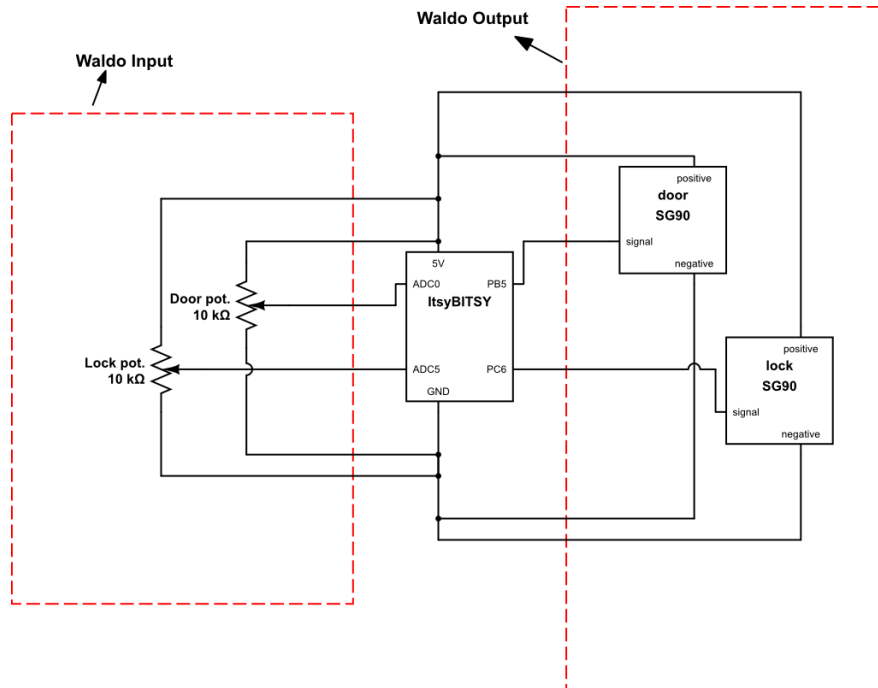 Waldo Output
Waldo Input
positive
door
SG90
signal
negative
5V
ADC0
PB5
ItsyBITSY
Door pot.
10 kΩ
Lock pot.
10 kΩ
ADC5
PC6
GND
positive
lock
SG90
signal
negative